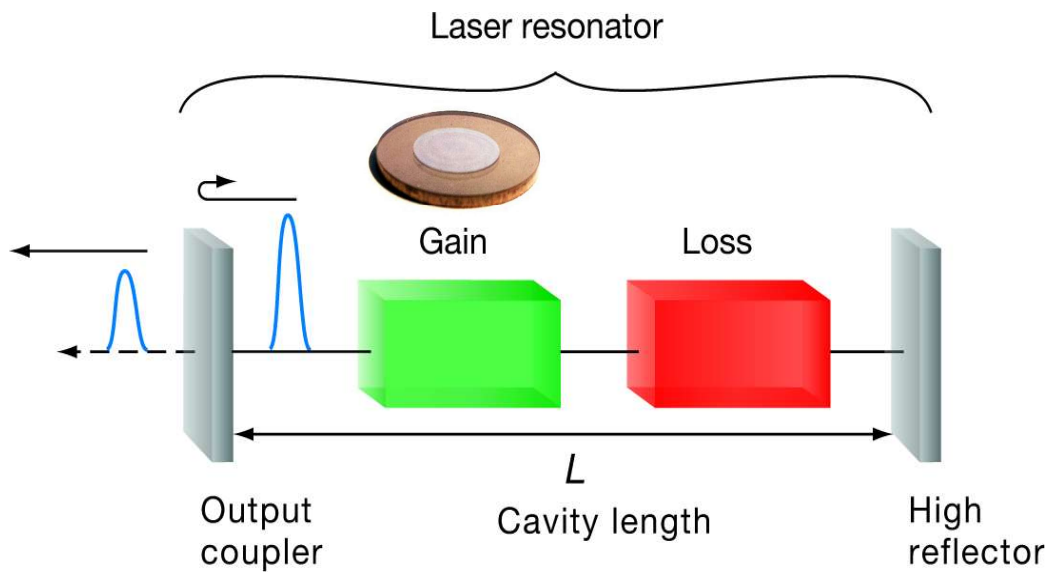 Laser resonator
Gain
Loss
L
Cavity length
Output
coupler
High
reflector